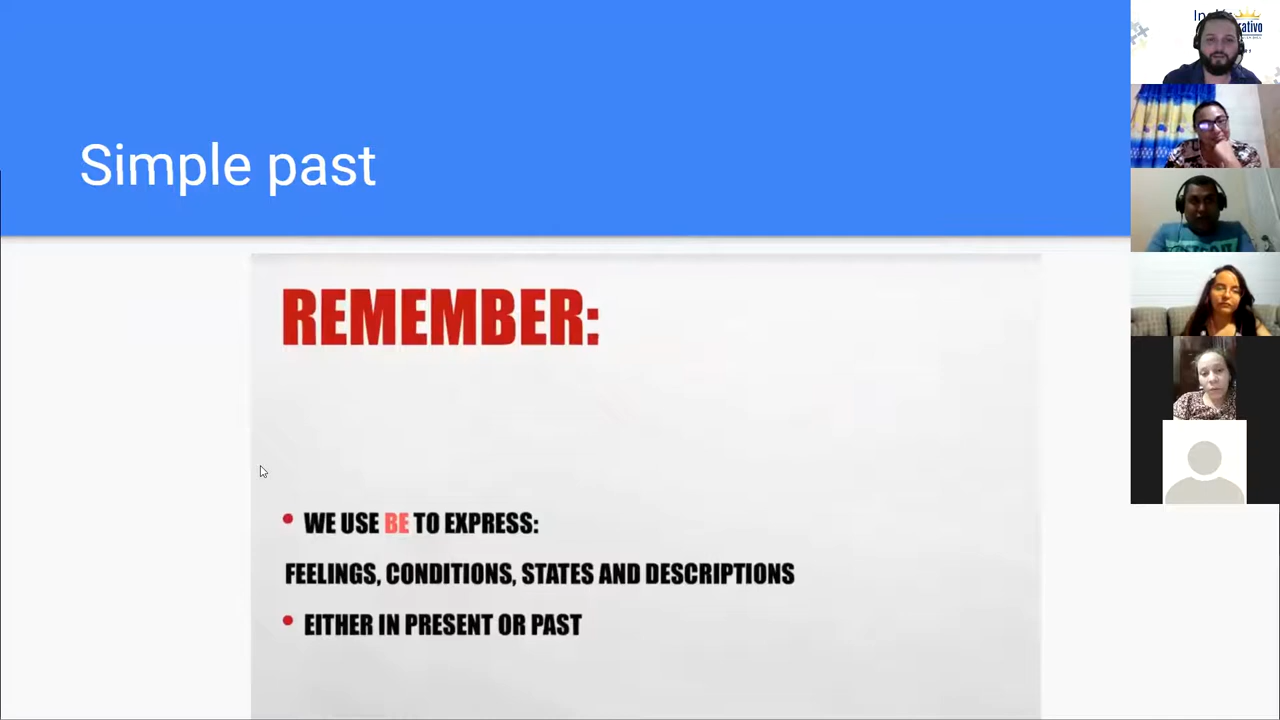 Simple past
REMEMBER:
• WE USE BE TO EXPRESS:
FEELINGS, CONDITIONS, STATES AND DESCRIPTIONS
• EITHER IN PRESENT OR PAST